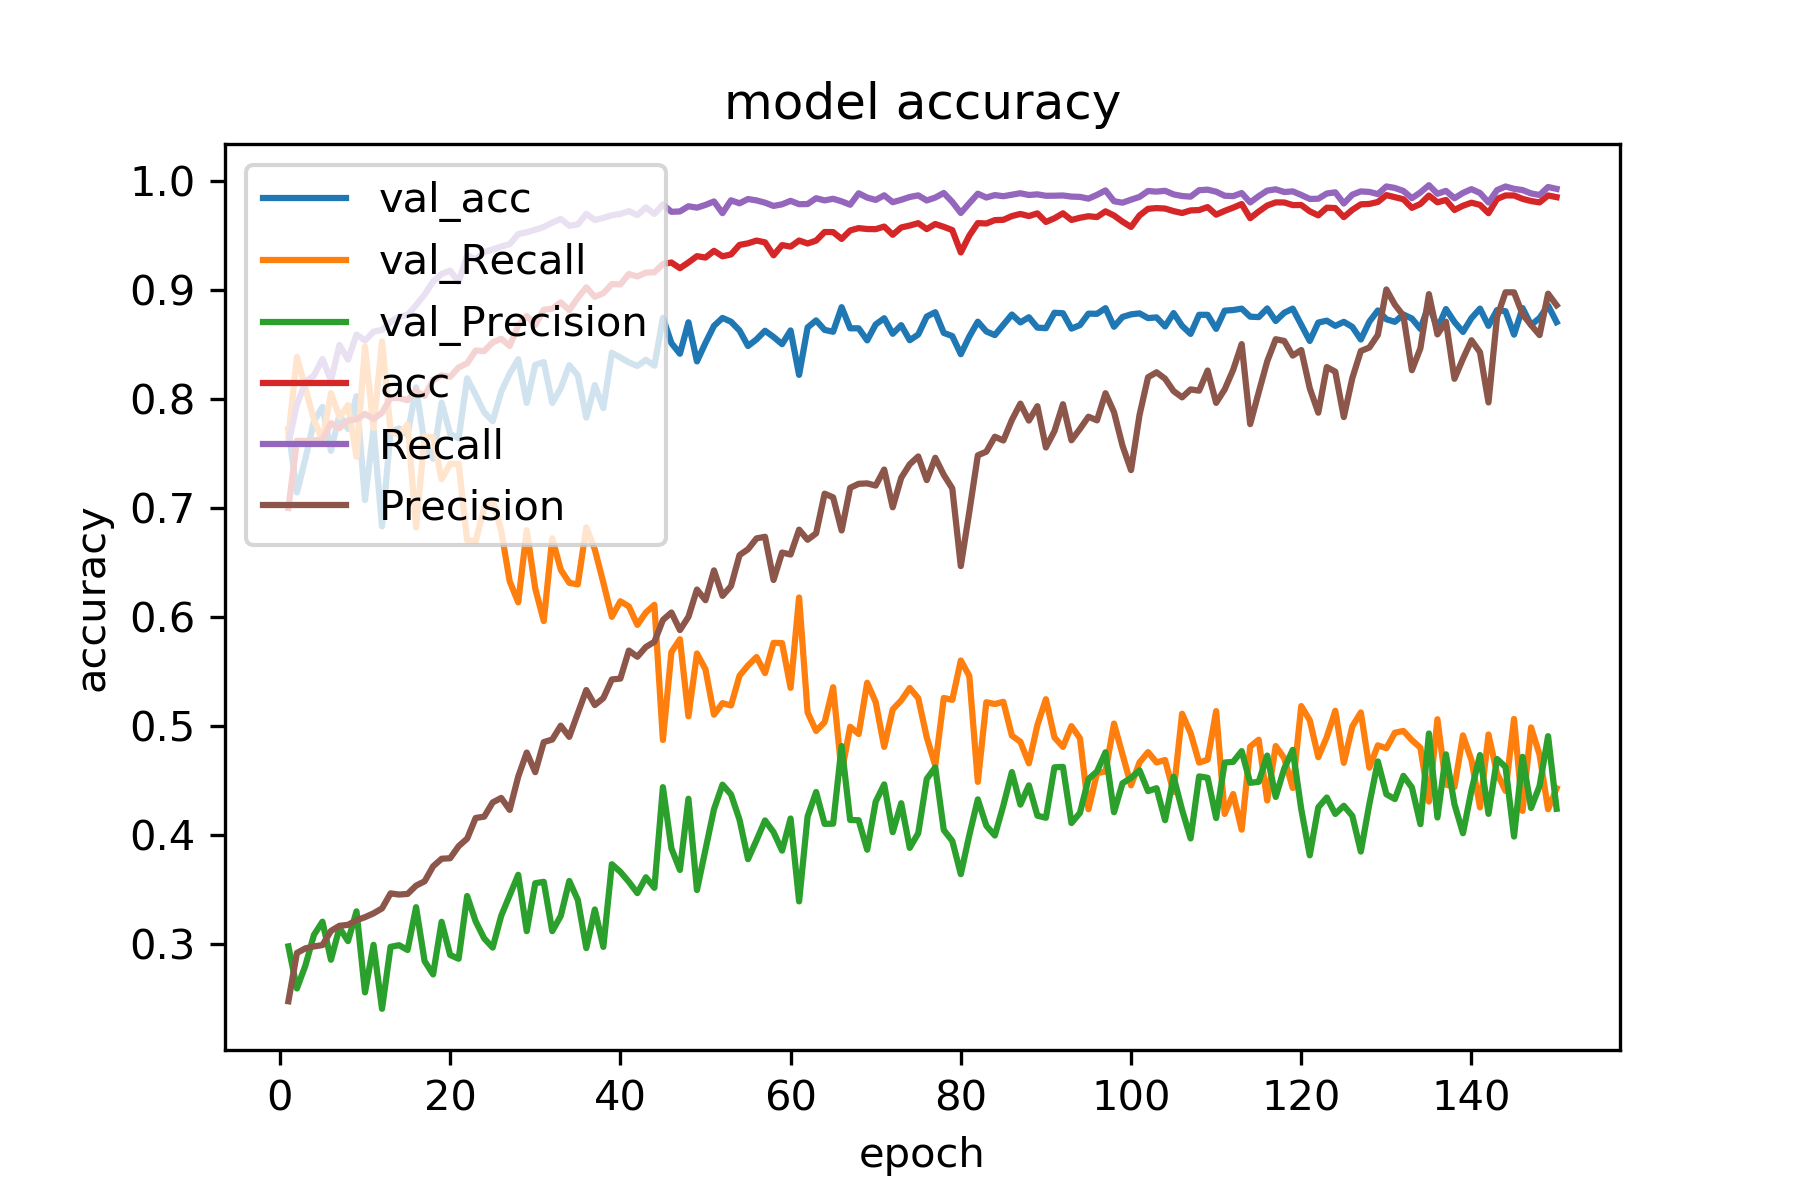 model accuracy
accuracy
1.0
0.9
0.8
0.7
0.6
0.5
0.4
0.3
val_acc
val_Recall
val_Precision
acc
Recall
Precision
0 20 40 60 80 100 120 140
epoch